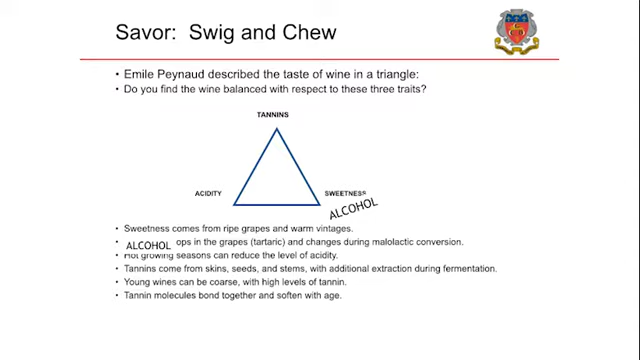 Savor: Swig and Chew
• Emile Peynaud described the taste of wine in a triangle:
• Do you find the wine balanced with respect to these three traits?
TANNINS
ACIDITY
SWEETNESS
ALCOHOL
• Sweetness comes from ripe grapes and warm vintages.
• ALCOHOL ops in the grapes (tartaric) and changes during malolactic conversion.
• Hot growing seasons can reduce the level of acidity.
• Tannins come from skins, seeds, and stems, with additional extraction during fermentation.
• Young wines can be coarse, with high levels of tannin.
• Tannin molecules bond together and soften with age.